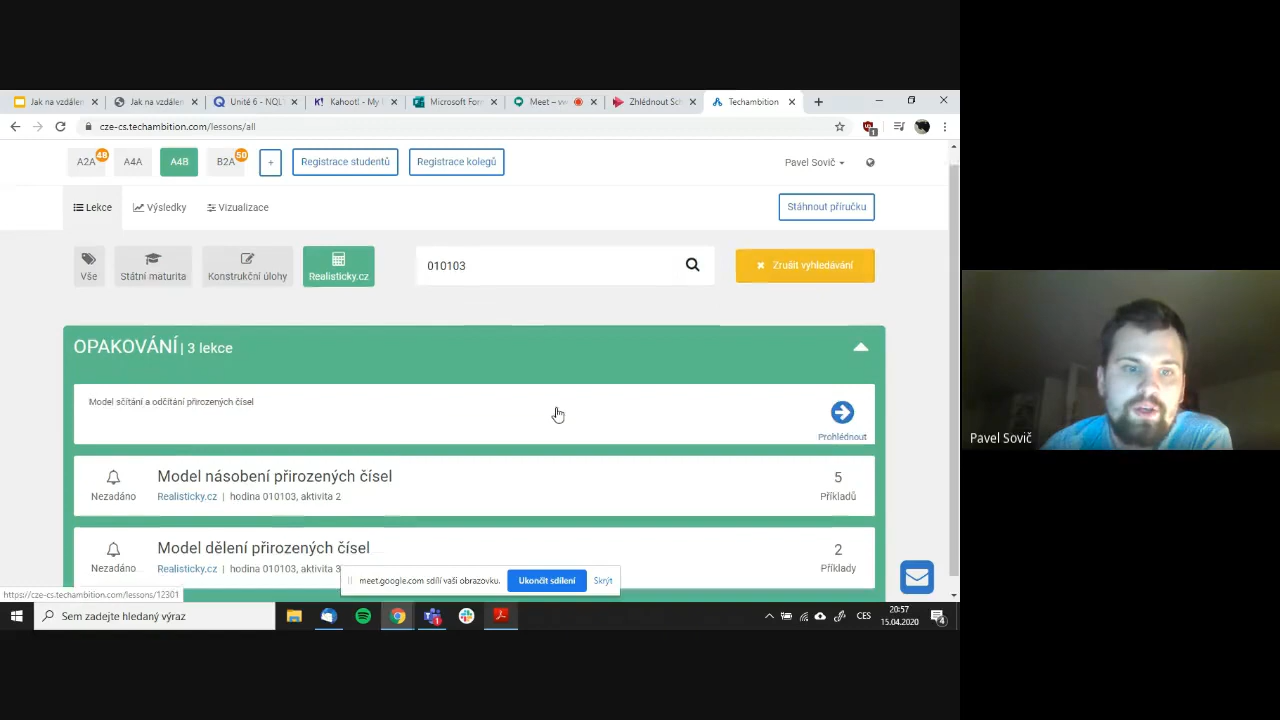 Jak na vzdálen
Jak na vzdálen
Unité 6 - NQL
Kahoot! - My
Microsoft Forr
Meet – vw
Zhlédnout Sc
Techambition
cze-cs.techambition.com/lessons/all
A2A 48
A4A
A4B
B2A 50
+
Registrace studentů
Registrace kolegů
Pavel Sovič
Lekce
Výsledky
Vizualizace
Stáhnout příručku
Vše
Státní maturita
Konstrukční úlohy
Realisticky.cz
010103
Zrušit vyhledávání
OPAKOVÁNÍ | 3 lekce
Model sčítání a odčítání přirozených čísel
Prohlédnout
Model násobení přirozených čísel
5
Nezadáno
Realisticky.cz | hodina 010103, aktivita 2
Příkladů
Model dělení přirozených čísel
2
Nezadáno
Realisticky.cz | hodina 010103, aktivita 3
Příklady
meet.google.com sdílí vaši obrazovku.
Ukončit sdílení
Skrýt
https://cze-cs.techambition.com/lessons/12301
Sem zadejte hledaný výraz
CES
20:57
15.04.2020
Pavel Sovič